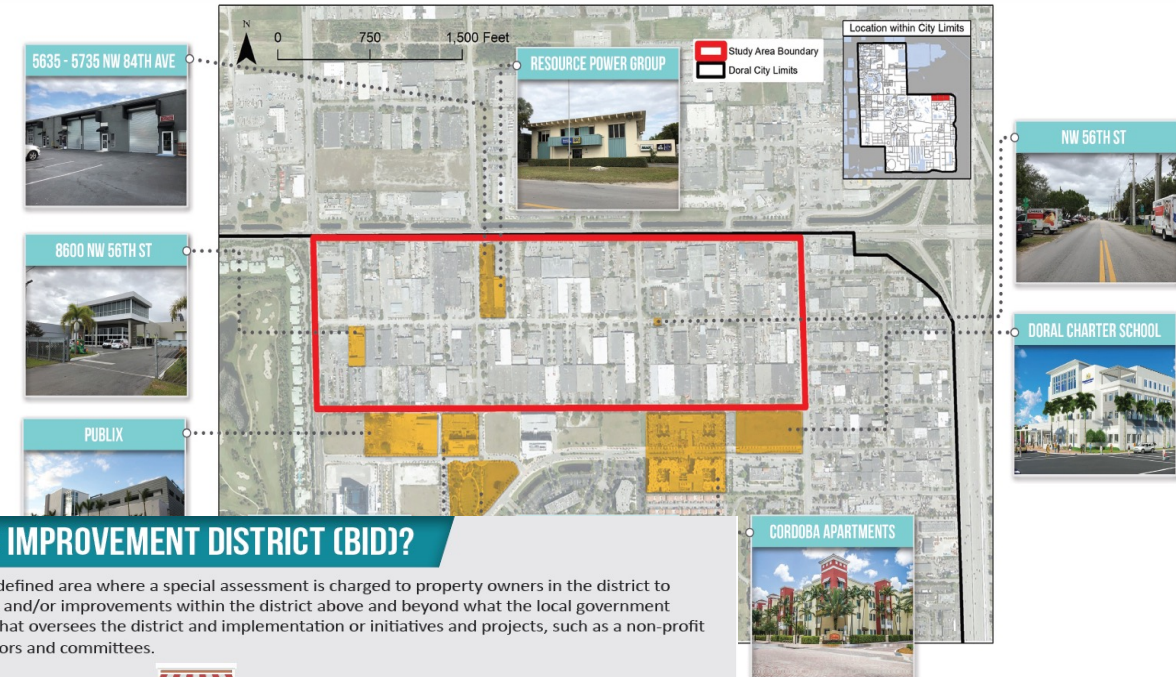 N
0 750 1,500 Feet
Study Area Boundary
Doral City Limits
Location within City Limits
5635 - 5735 NW 84TH AVE
RESOURCE POWER GROUP
NW 56TH ST
8600 NW 56TH ST
DORAL CHARTER SCHOOL
PUBLIX
CORDOBA APARTMENTS
IMPROVEMENT DISTRICT (BID)?
defined area where a special assessment is charged to property owners in the district to
and/or improvements within the district above and beyond what the local government
hat oversees the district and implementation or initiatives and projects, such as a non-profit
ors and committees.